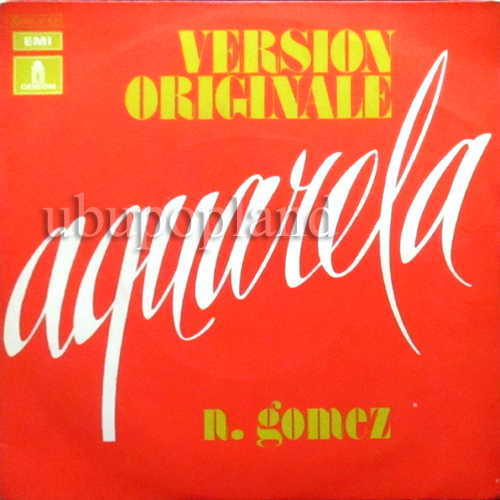 EMI
ODEON
VERSION
ORIGINALE
aquarela
ubupopland
n. gomez